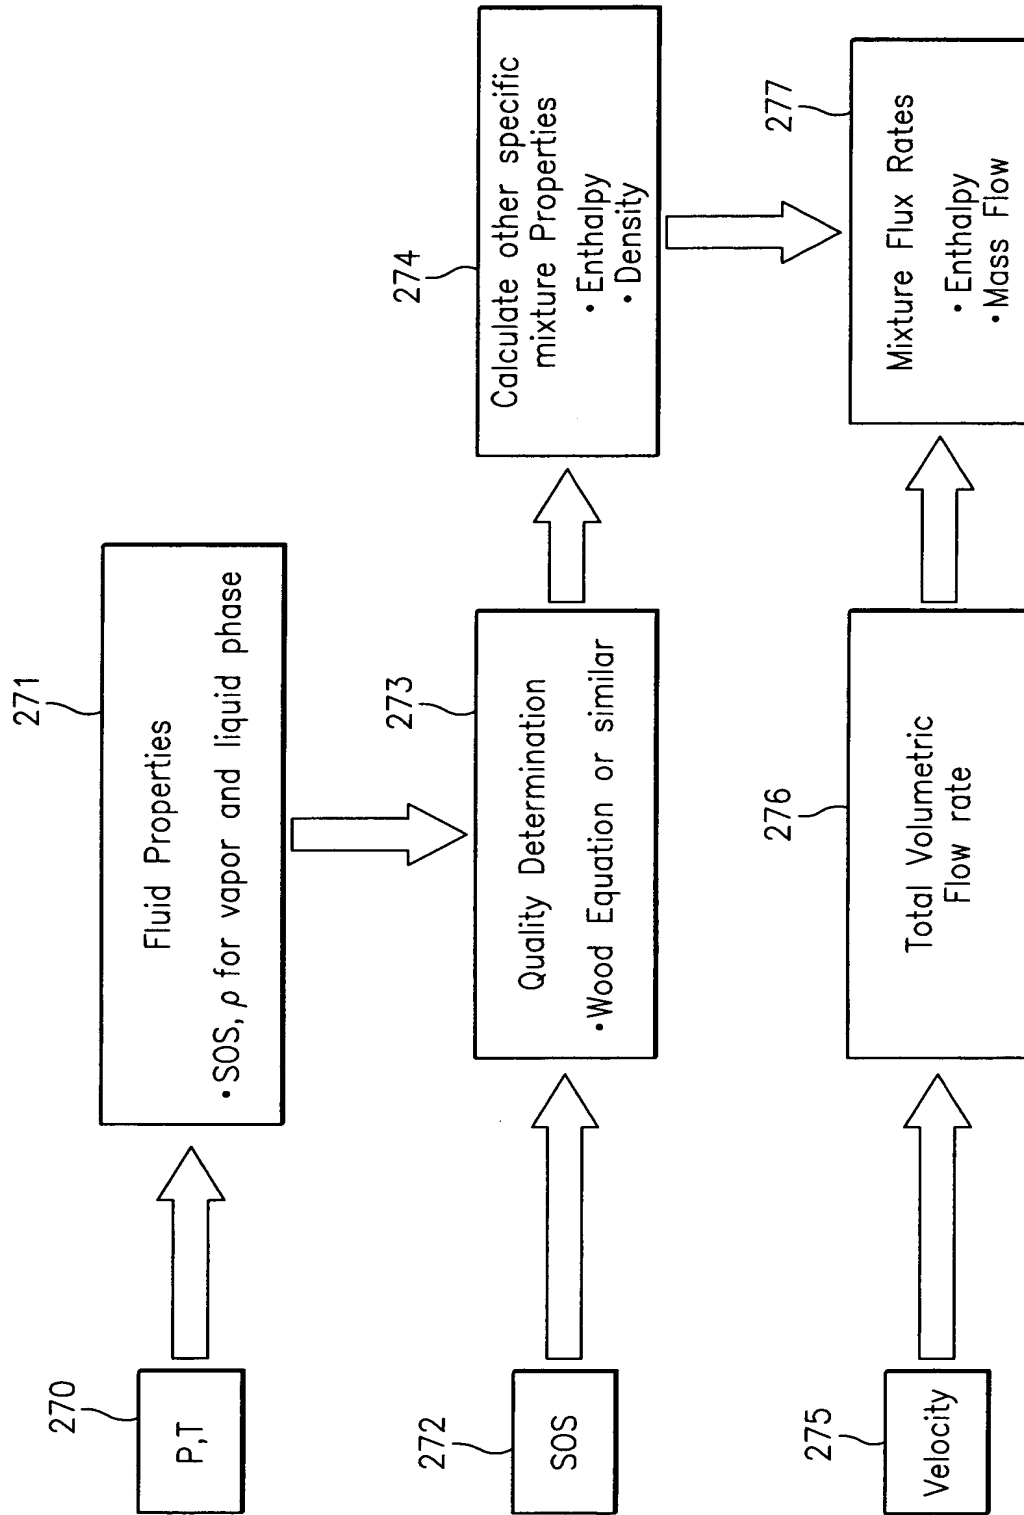 270
P,T
271
Fluid Properties
• SOS, ρ for vapor and liquid phase
272
SOS
273
Quality Determination
• Wood Equation or similar
274
Calculate other specific
mixture Properties
• Enthalpy
• Density
275
Velocity
276
Total Volumetric
Flow rate
277
Mixture Flux Rates
• Enthalpy
• Mass Flow